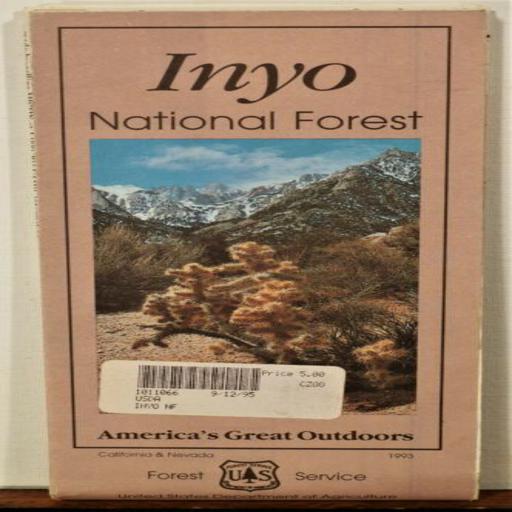 Inyo
National Forest
Price 5.00
CZOO
1011066 9/12/95
USDA
INYO NF
America's Great Outdoors
California & Nevada 1993
Forest Service
U S
United States Department of Agriculture